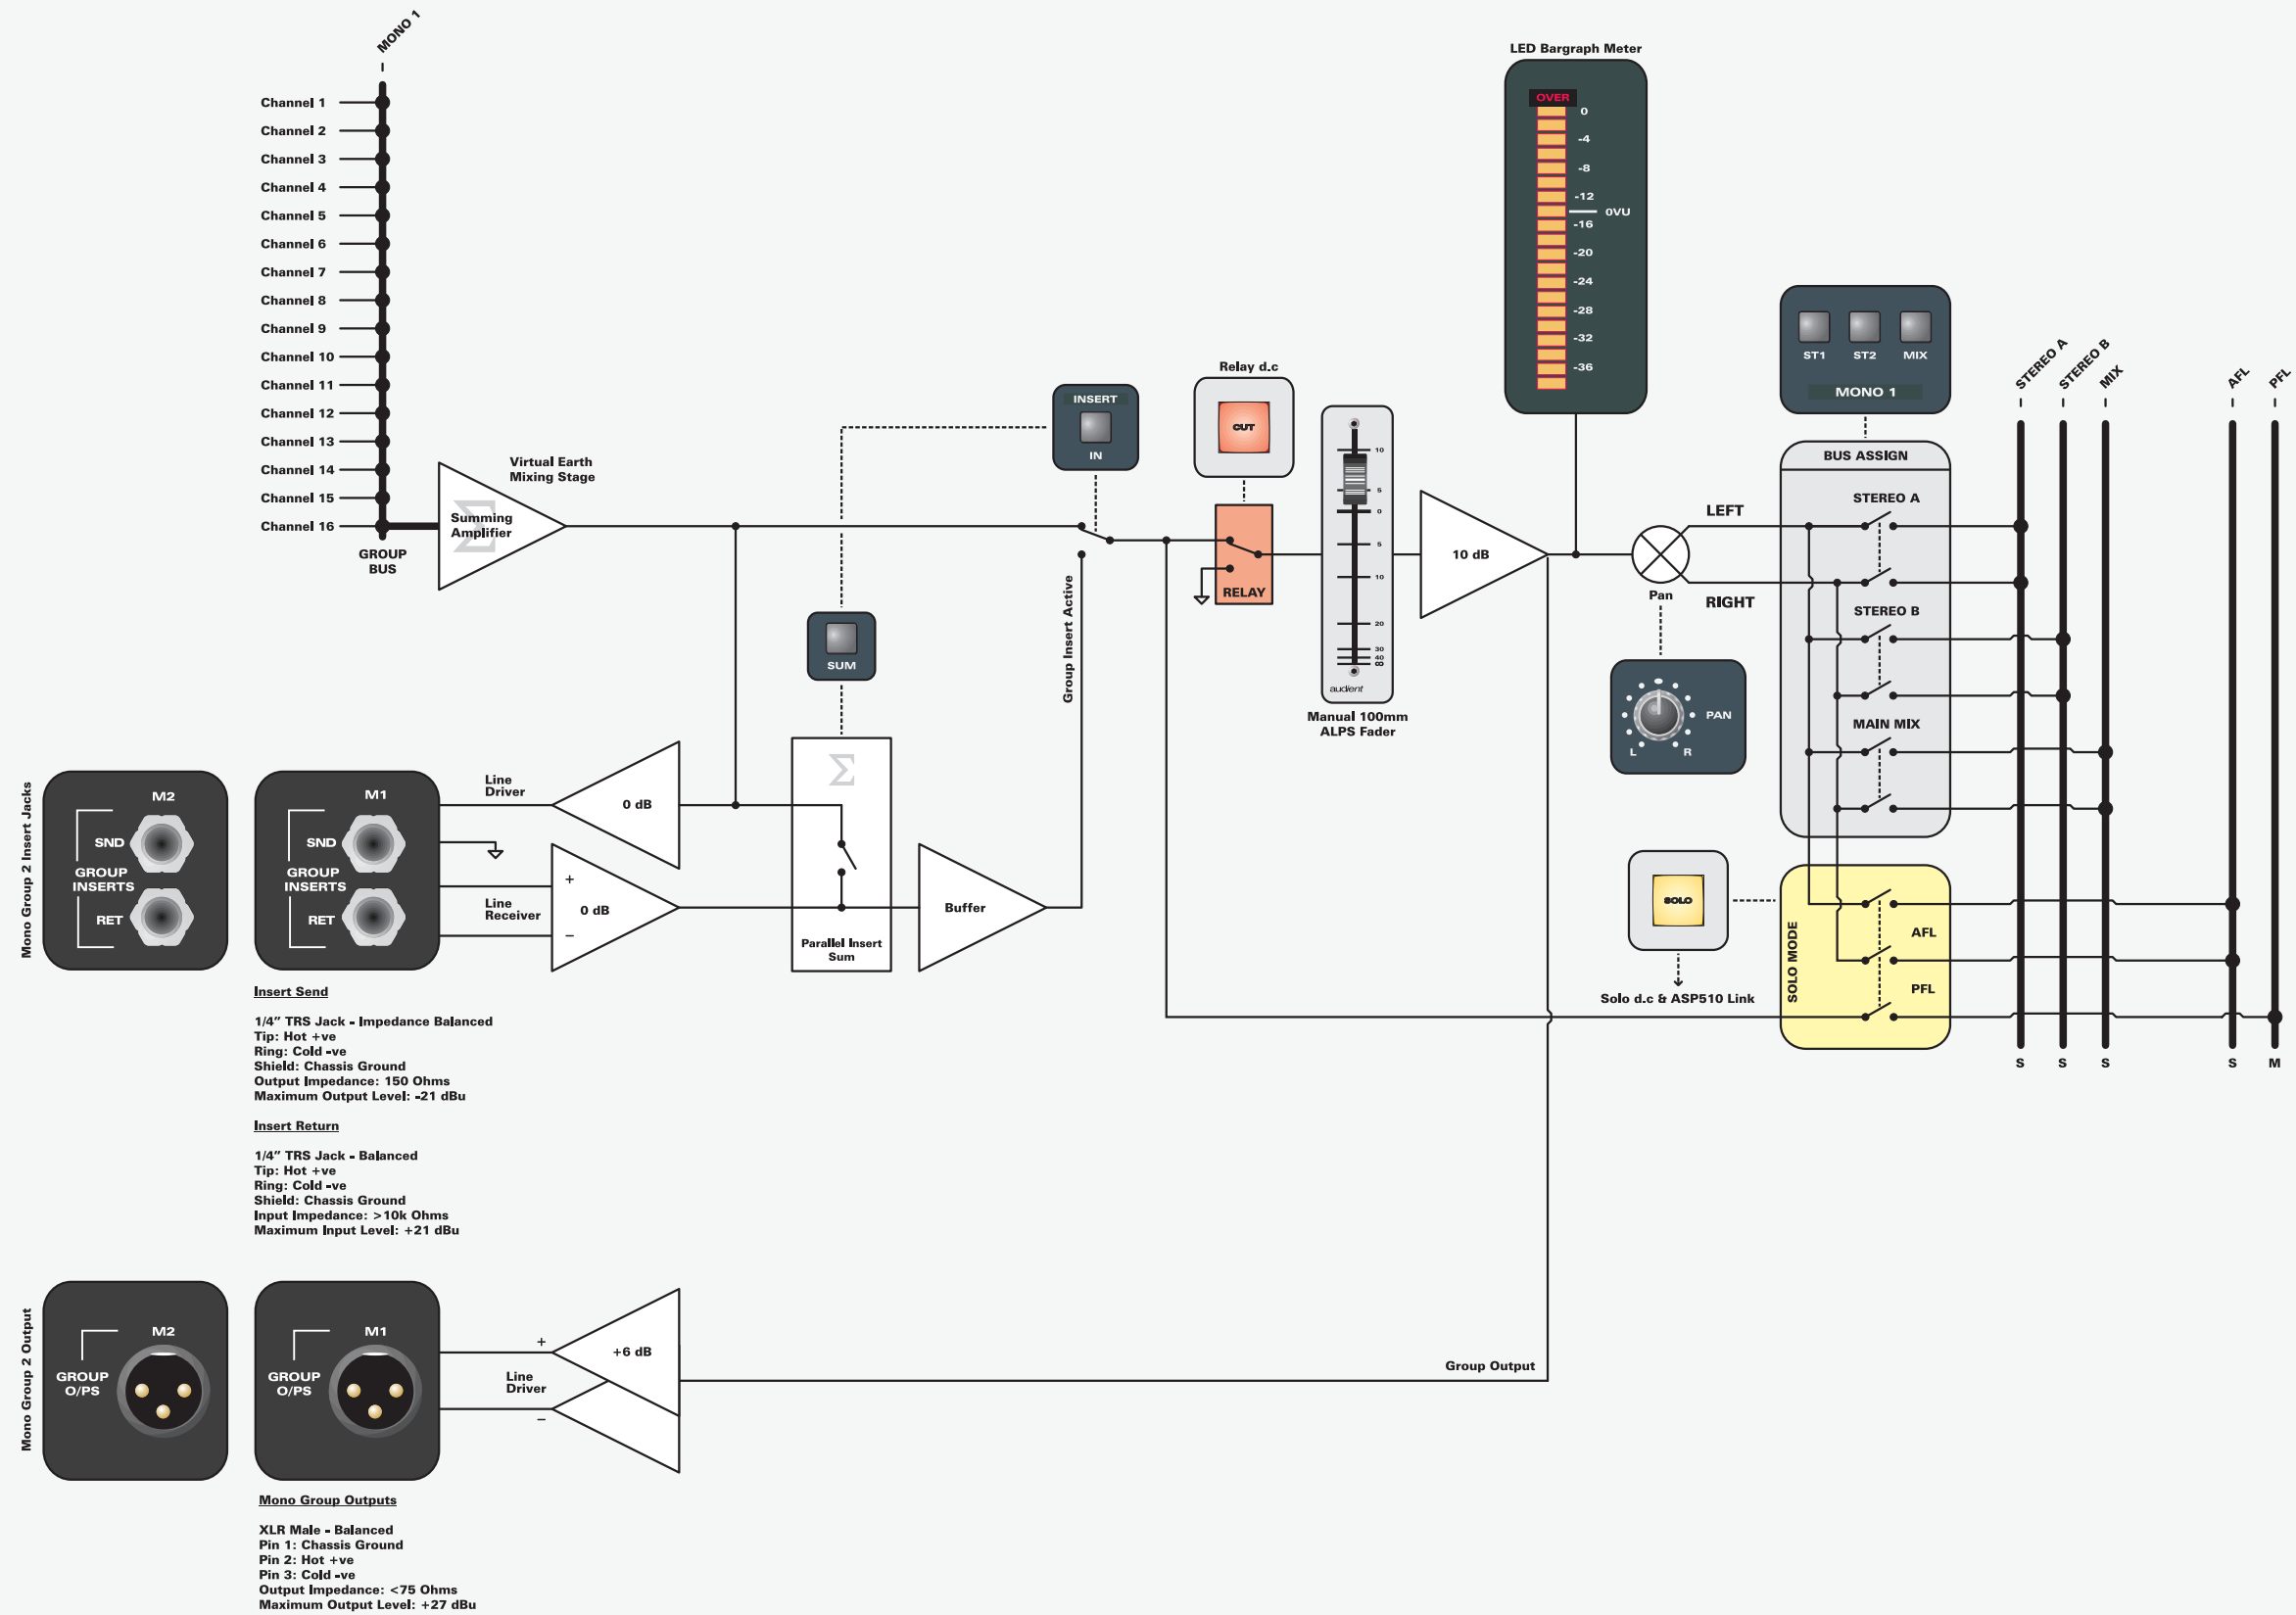 MONO 1
Channel 1
Channel 2
Channel 3
Channel 4
Channel 5
Channel 6
Channel 7
Channel 8
Channel 9
Channel 10
Channel 11
Channel 12
Channel 13
Channel 14
Channel 15
Channel 16
GROUP
BUS
Virtual Earth
Mixing Stage
Σ
Summing
Amplifier
INSERT
IN
SUM
Group Insert Active
Relay d.c
CUT
RELAY
10
5
0
5
10
20
30
40
∞
audient
Manual 100mm
ALPS Fader
10 dB
LED Bargraph Meter
OVER
0
-4
-8
-12
0VU
-16
-20
-24
-28
-32
-36
LEFT
RIGHT
Pan
PAN
L
R
ST1
ST2
MIX
MONO 1
BUS ASSIGN
STEREO A
STEREO B
MAIN MIX
STEREO A
STEREO B
MIX
AFL
PFL
SOLO
Solo d.c & ASP510 Link
SOLO MODE
AFL
PFL
S
S
S
S
M
Mono Group 2 Insert Jacks
M2
SND
GROUP
INSERTS
RET
M1
SND
GROUP
INSERTS
RET
Line
Driver
0 dB
Line
Receiver
+
0 dB
–
Σ
Parallel Insert
Sum
Buffer
Insert Send
1/4” TRS Jack - Impedance Balanced
Tip: Hot +ve
Ring: Cold -ve
Shield: Chassis Ground
Output Impedance: 150 Ohms
Maximum Output Level: -21 dBu
Insert Return
1/4” TRS Jack - Balanced
Tip: Hot +ve
Ring: Cold -ve
Shield: Chassis Ground
Input Impedance: >10k Ohms
Maximum Input Level: +21 dBu
Mono Group 2 Output
M2
GROUP
O/PS
M1
GROUP
O/PS
+
Line
Driver
–
+6 dB
Group Output
Mono Group Outputs
XLR Male - Balanced
Pin 1: Chassis Ground
Pin 2: Hot +ve
Pin 3: Cold -ve
Output Impedance: <75 Ohms
Maximum Output Level: +27 dBu